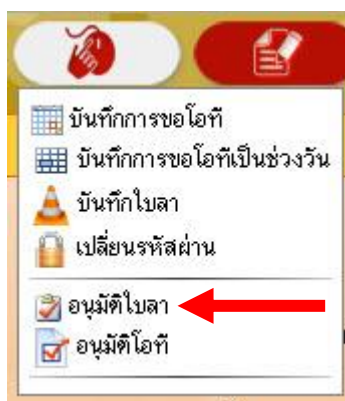 บันทึกการขอโอที
บันทึกการขอโอทีเป็นช่วงวัน
บันทึกใบลา
เปลี่ยนรหัสผ่าน
อนุมัติใบลา
อนุมัติโอที